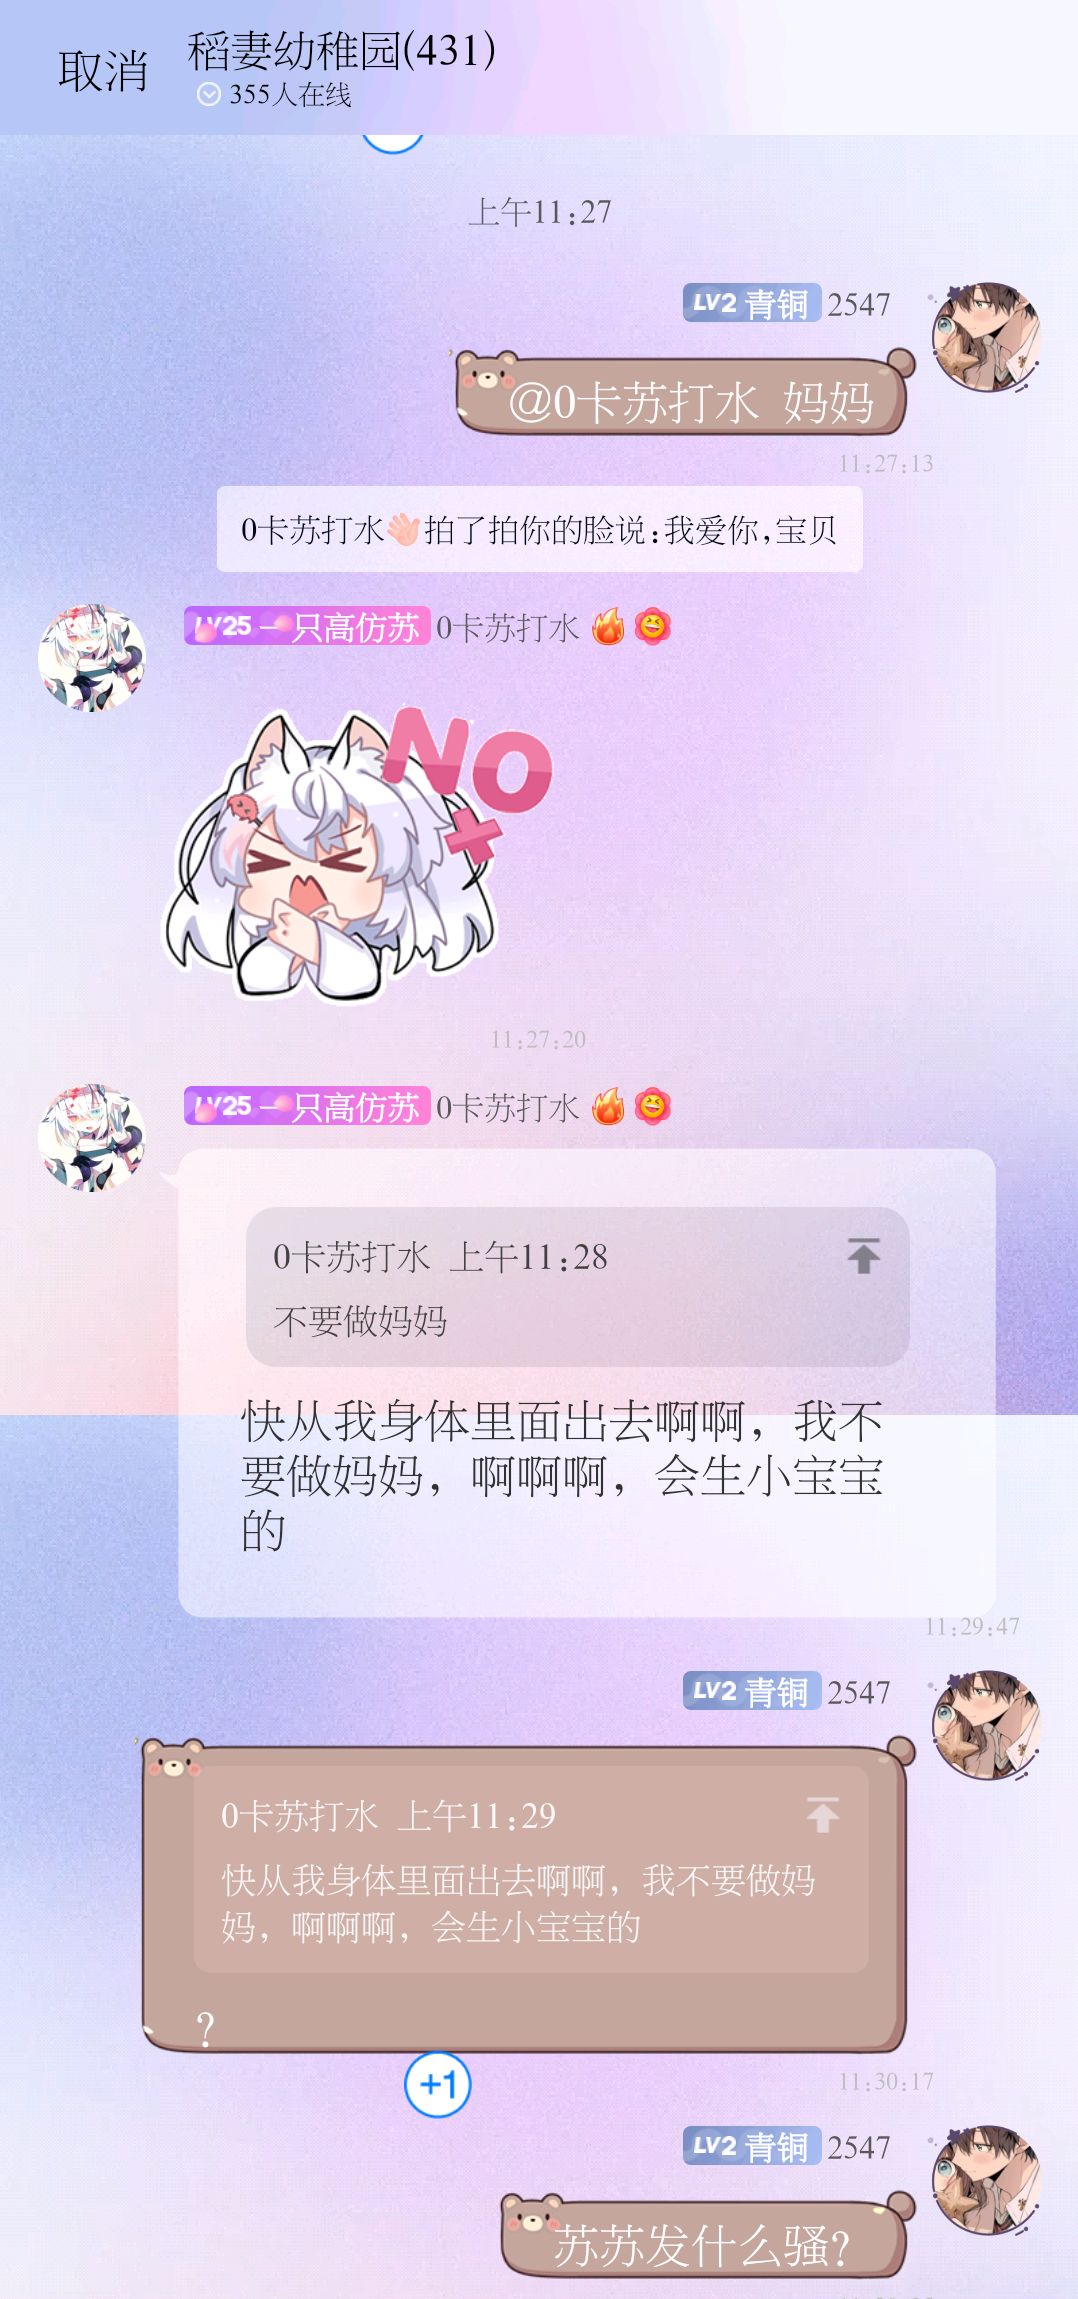 取消
稻妻幼稚园(431)
355人在线
上午11:27
LV2 青铜 2547
@0卡苏打水 妈妈
11:27:13
0卡苏打水👋🏻拍了拍你的脸说:我爱你,宝贝
LV25 一只高仿苏 0卡苏打水
NO
11:27:20
LV25 一只高仿苏 0卡苏打水
0卡苏打水 上午11:28
不要做妈妈
快从我身体里面出去啊啊，我不
要做妈妈，啊啊啊，会生小宝宝
的
11:29:47
LV2 青铜 2547
0卡苏打水 上午11:29
快从我身体里面出去啊啊，我不要做妈
妈，啊啊啊，会生小宝宝的
?
+1
11:30:17
LV2 青铜 2547
苏苏发什么骚?